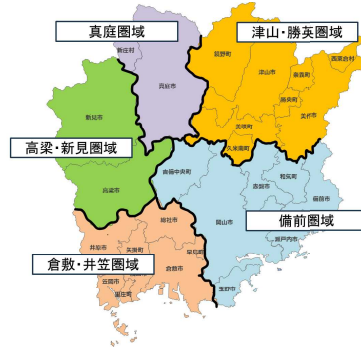 真庭圏域
津山・勝英圏域
新庄村
鏡野町
西粟倉村
津山市
奈義町
真庭市
勝央町
新見市
美作市
美咲町
高梁・新見圏域
久米南町
吉備中央町
和気町
赤磐市
高梁市
備前市
岡山市
備前圏域
総社市
瀬戸内市
井原市
矢掛町
早島町
倉敷・井笠圏域
倉敷市
笠岡市
里庄町
玉野市